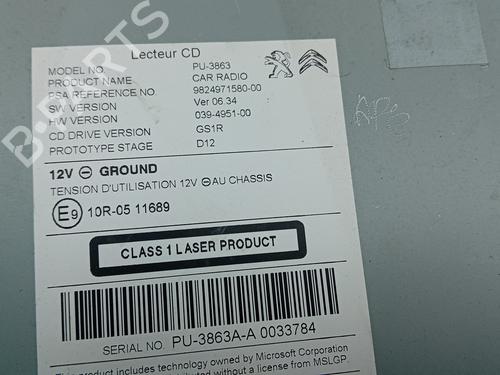 Lecteur CD
MODEL NO. PU-3863
PRODUCT NAME CAR RADIO
PSA REFERENCE NO. 9824971580-00
SW VERSION Ver 06.34
HW VERSION 039-4951-00
CD DRIVE VERSION GS1R
PROTOTYPE STAGE D12
12V ⊖ GROUND
TENSION D'UTILISATION 12V ⊖AU CHASSIS
E9 10R-05 11689
CLASS 1 LASER PRODUCT
SERIAL NO. PU-3863A-A 0033784
This product includes technology owned by Microsoft Corporation
from MSLGP.